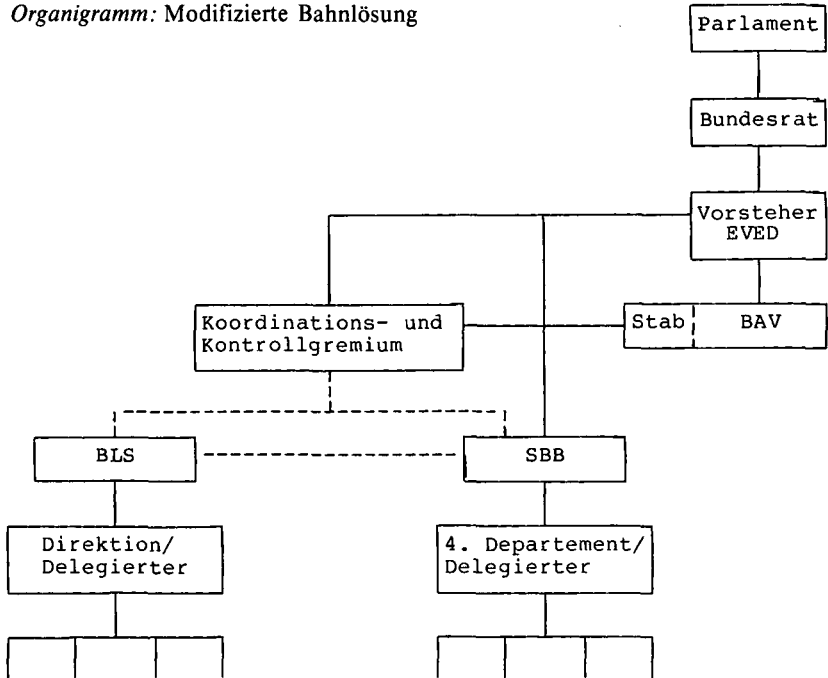 Organigramm: Modifizierte Bahnlösung
Parlament
Bundesrat
Vorsteher
EVED
Koordinations- und
Kontrollgremium
Stab
BAV
BLS
SBB
Direktion/
Delegierter
4. Departement/
Delegierter